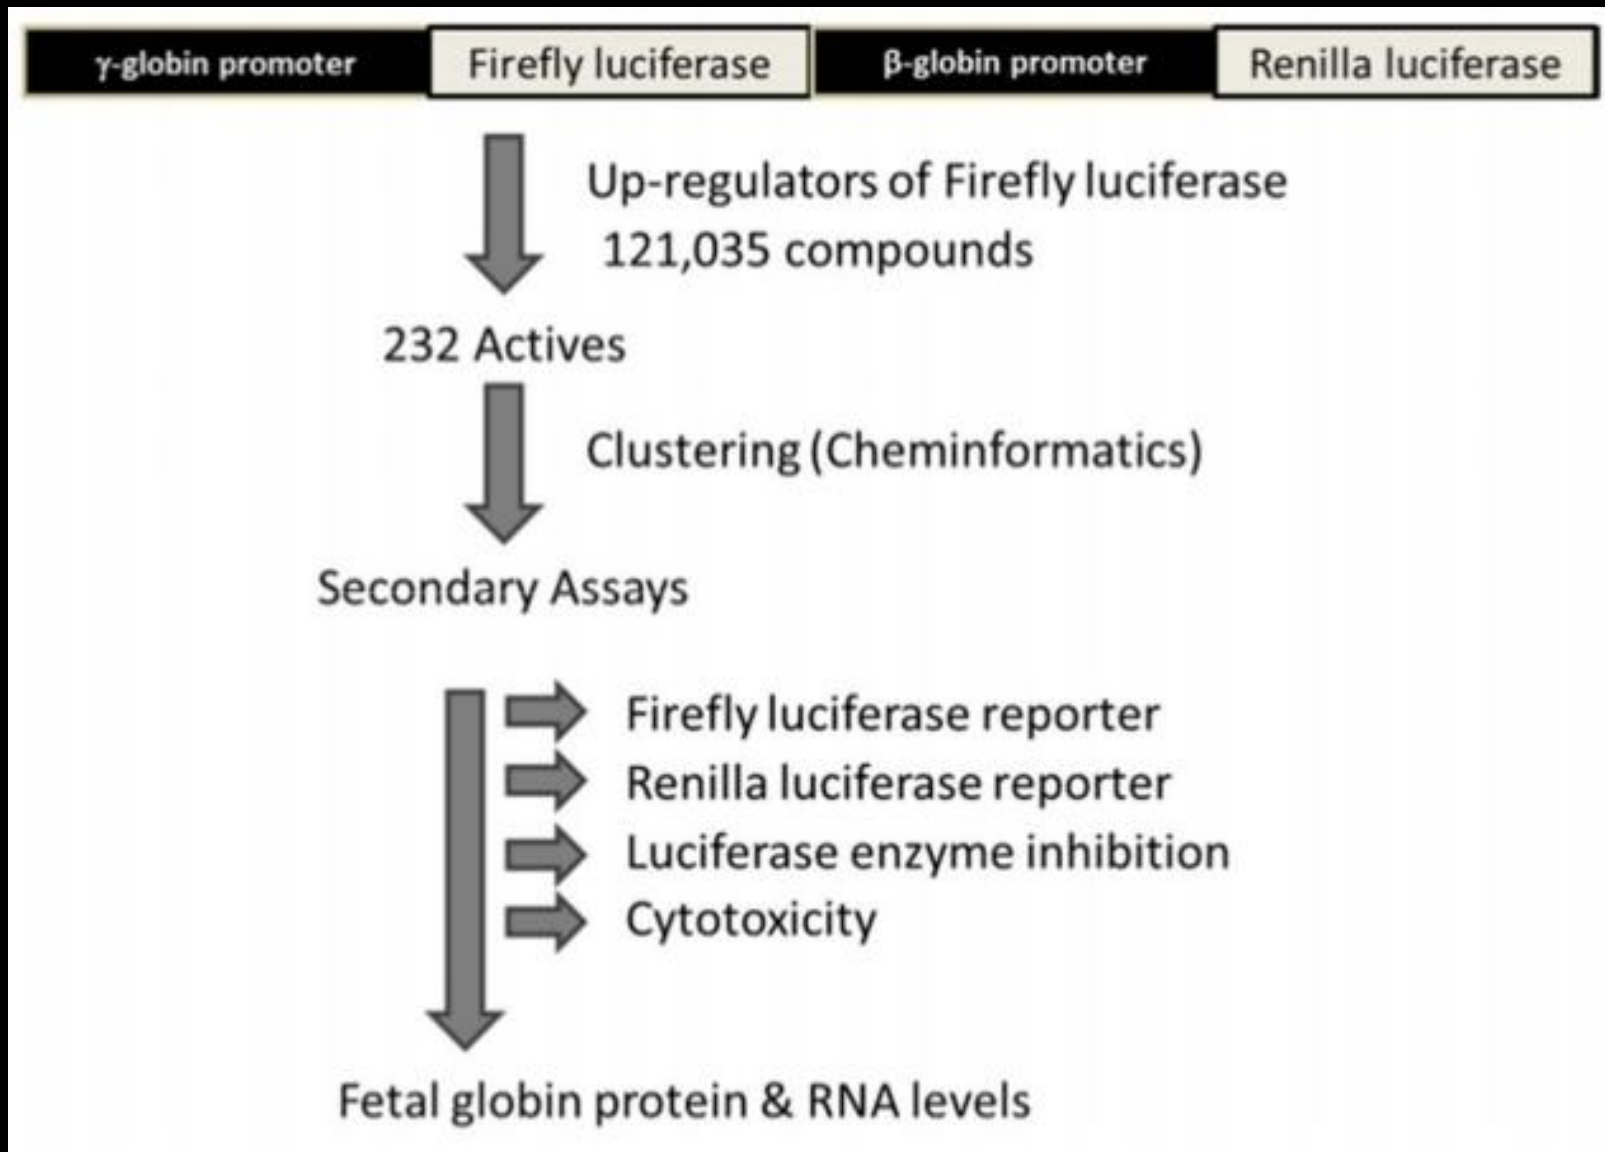 γ-globin promoter Firefly luciferase β-globin promoter Renilla luciferase
Up-regulators of Firefly luciferase
121,035 compounds
232 Actives
Clustering (Cheminformatics)
Secondary Assays
Firefly luciferase reporter
Renilla luciferase reporter
Luciferase enzyme inhibition
Cytotoxicity
Fetal globin protein & RNA levels